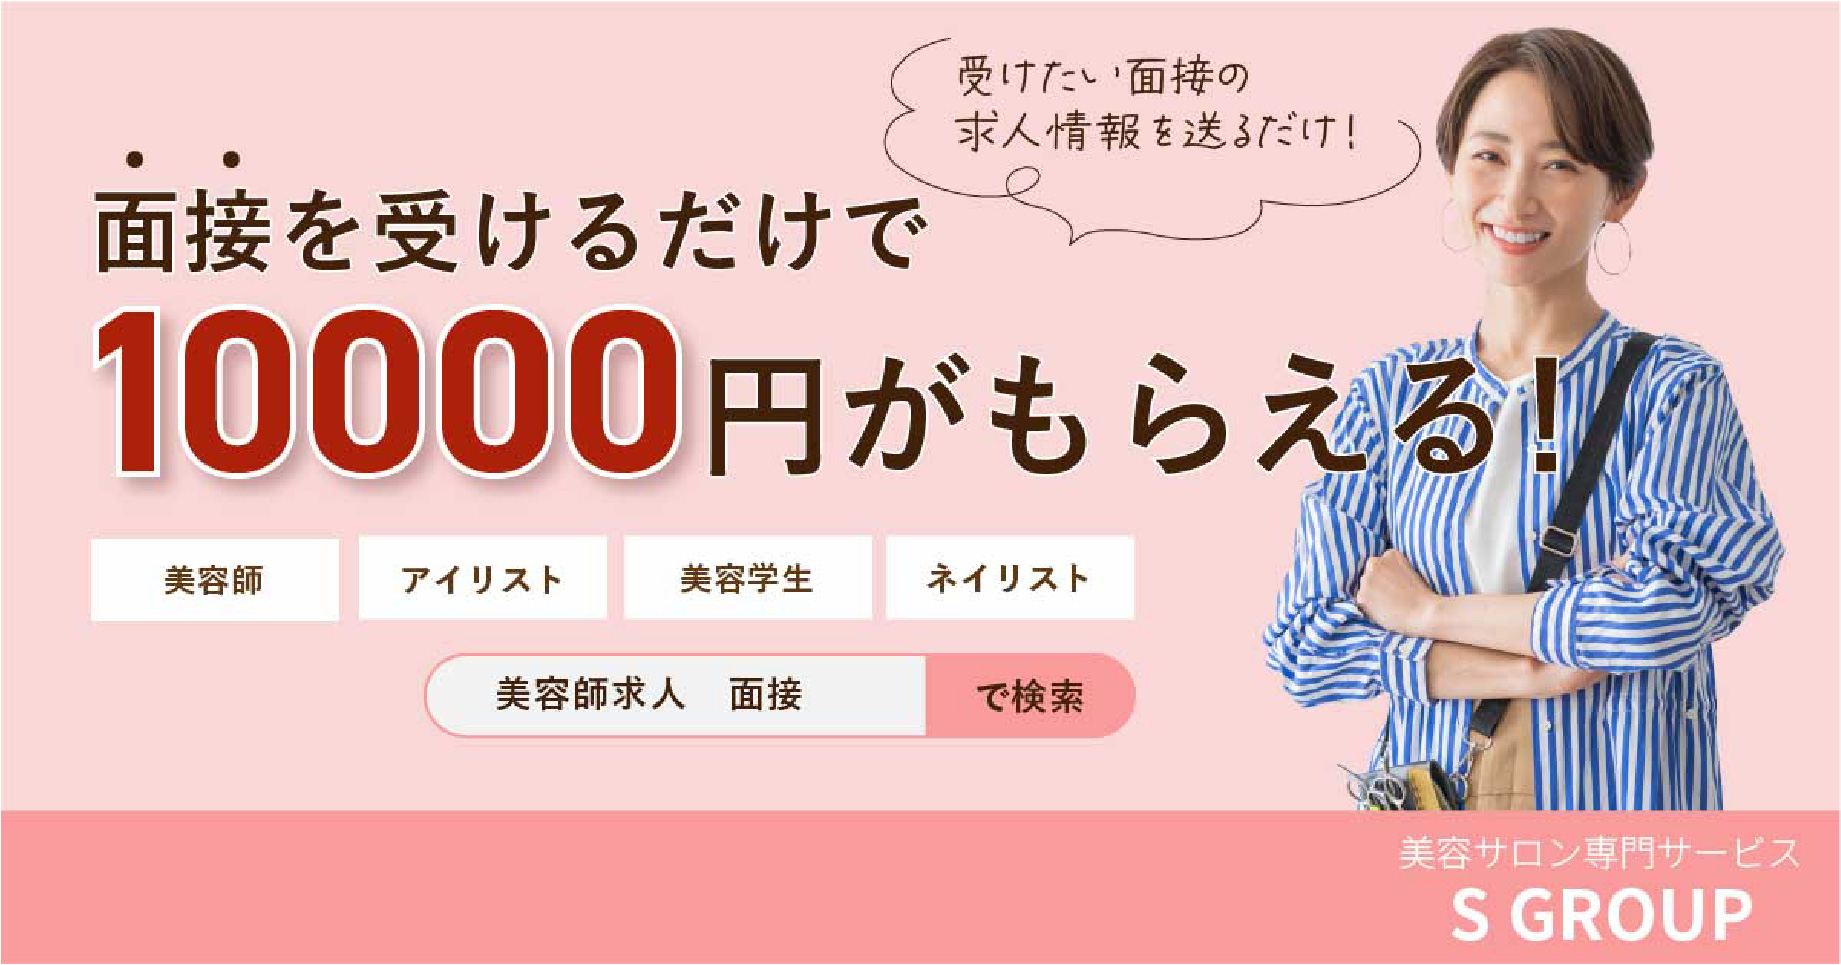 受けたい面接の
求人情報を送るだけ！
面接を受けるだけで
10000円がもらえる！
美容師
アイリスト
美容学生
ネイリスト
美容師求人　面接
で検索
美容サロン専門サービス
S GROUP